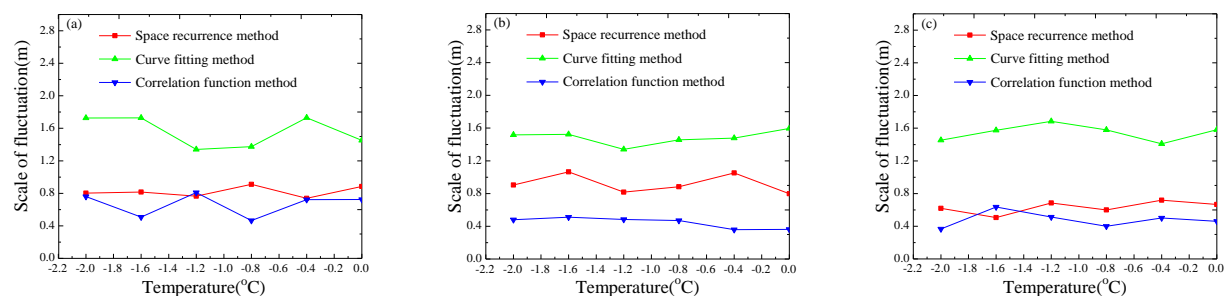 (a)
Space recurrence method
Curve fitting method
Correlation function method
Scale of fluctuation(m)
2.8
2.4
2.0
1.6
1.2
0.8
0.4
0.0
-2.2 -2.0 -1.8 -1.6 -1.4 -1.2 -1.0 -0.8 -0.6 -0.4 -0.2 0.0
Temperature(°C)
(b)
Space recurrence method
Curve fitting method
Correlation function method
Scale of fluctuation(m)
2.8
2.4
2.0
1.6
1.2
0.8
0.4
0.0
-2.2 -2.0 -1.8 -1.6 -1.4 -1.2 -1.0 -0.8 -0.6 -0.4 -0.2 0.0
Temperature(°C)
(c)
Space recurrence method
Curve fitting method
Correlation function method
Scale of fluctuation(m)
2.8
2.4
2.0
1.6
1.2
0.8
0.4
0.0
-2.2 -2.0 -1.8 -1.6 -1.4 -1.2 -1.0 -0.8 -0.6 -0.4 -0.2 0.0
Temperature(°C)